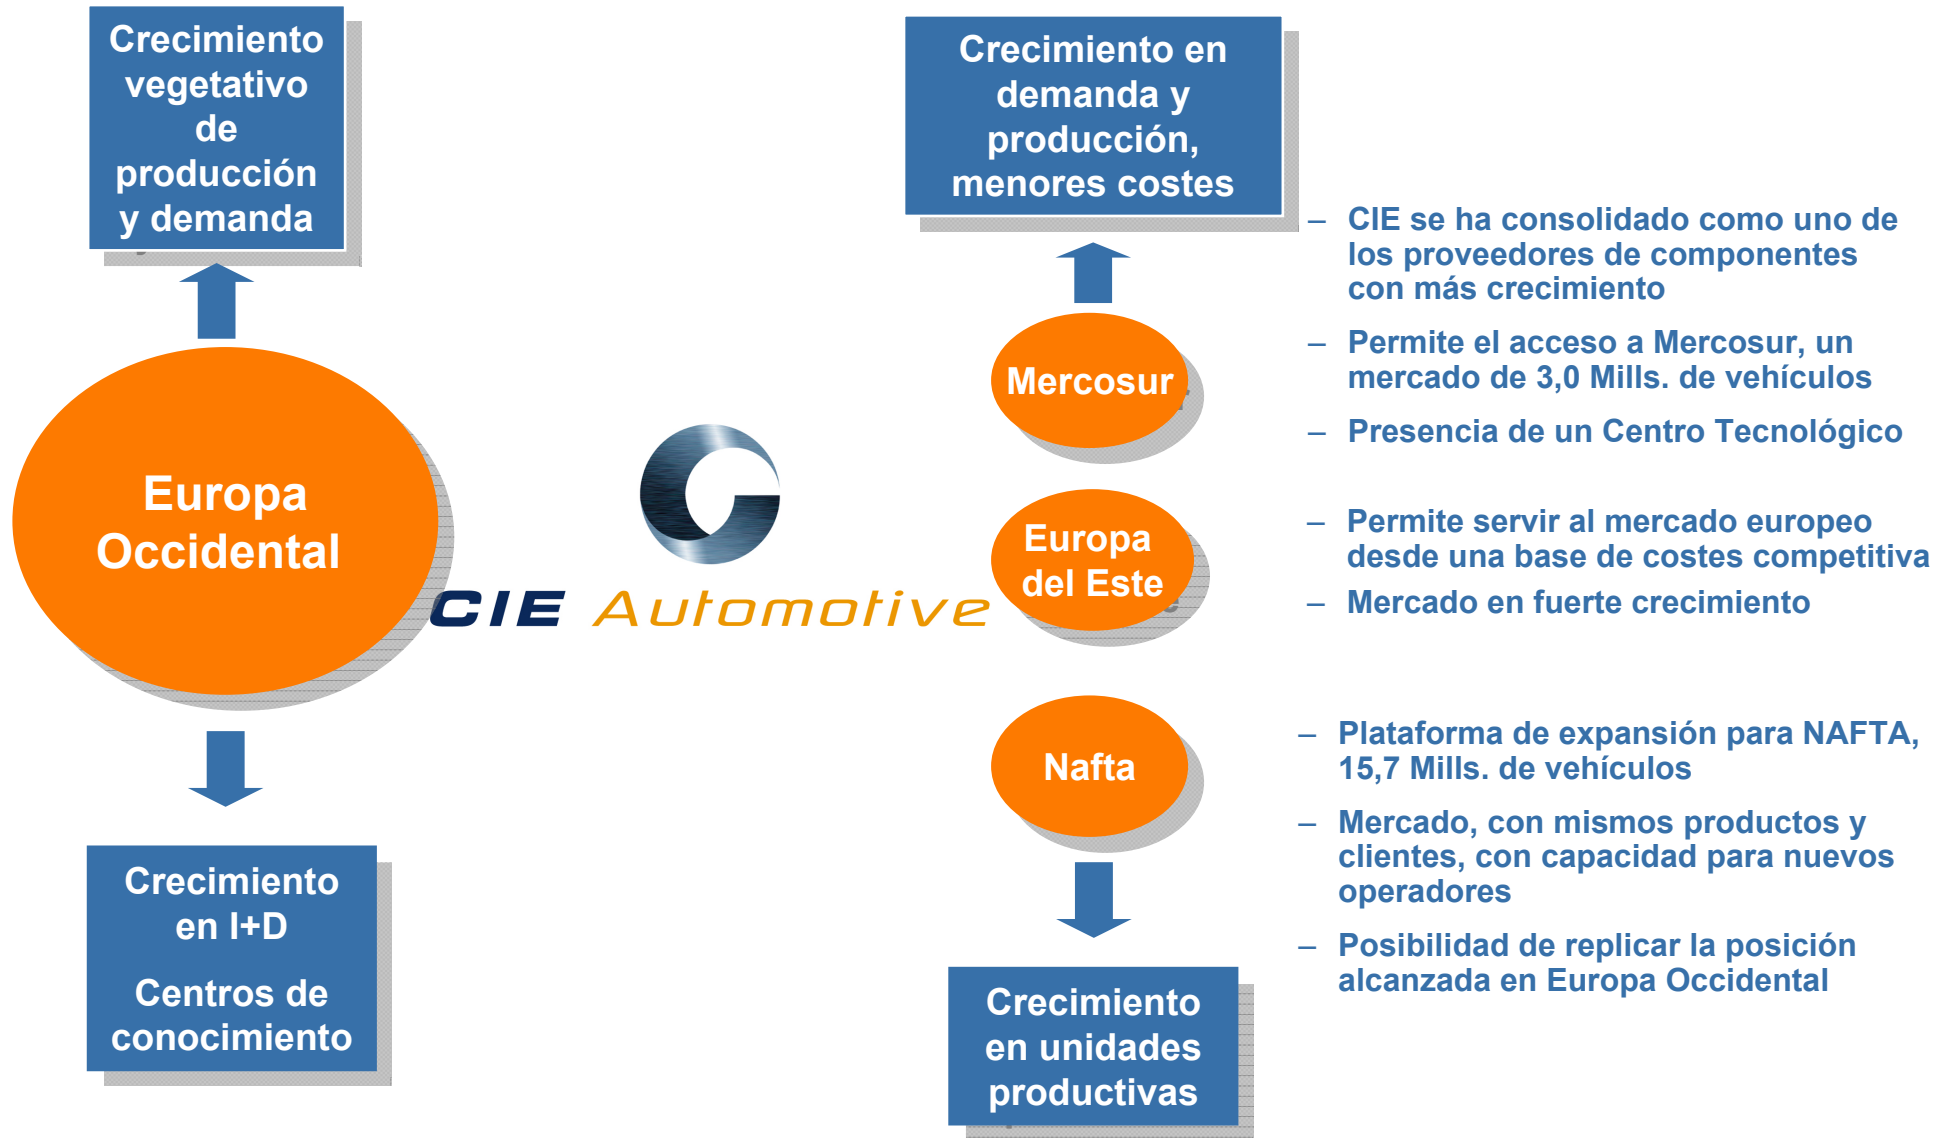 Crecimiento
vegetativo
de
producción
y demanda
Europa
Occidental
Crecimiento
en I+D
Centros de
conocimiento
CIE Automotive
Crecimiento en
demanda y
producción,
menores costes
Mercosur
Europa
del Este
Nafta
Crecimiento
en unidades
productivas
– CIE se ha consolidado como uno de
los proveedores de componentes
con más crecimiento
– Permite el acceso a Mercosur, un
mercado de 3,0 Mills. de vehículos
– Presencia de un Centro Tecnológico
– Permite servir al mercado europeo
desde una base de costes competitiva
– Mercado en fuerte crecimiento
– Plataforma de expansión para NAFTA,
15,7 Mills. de vehículos
– Mercado, con mismos productos y
clientes, con capacidad para nuevos
operadores
– Posibilidad de replicar la posición
alcanzada en Europa Occidental